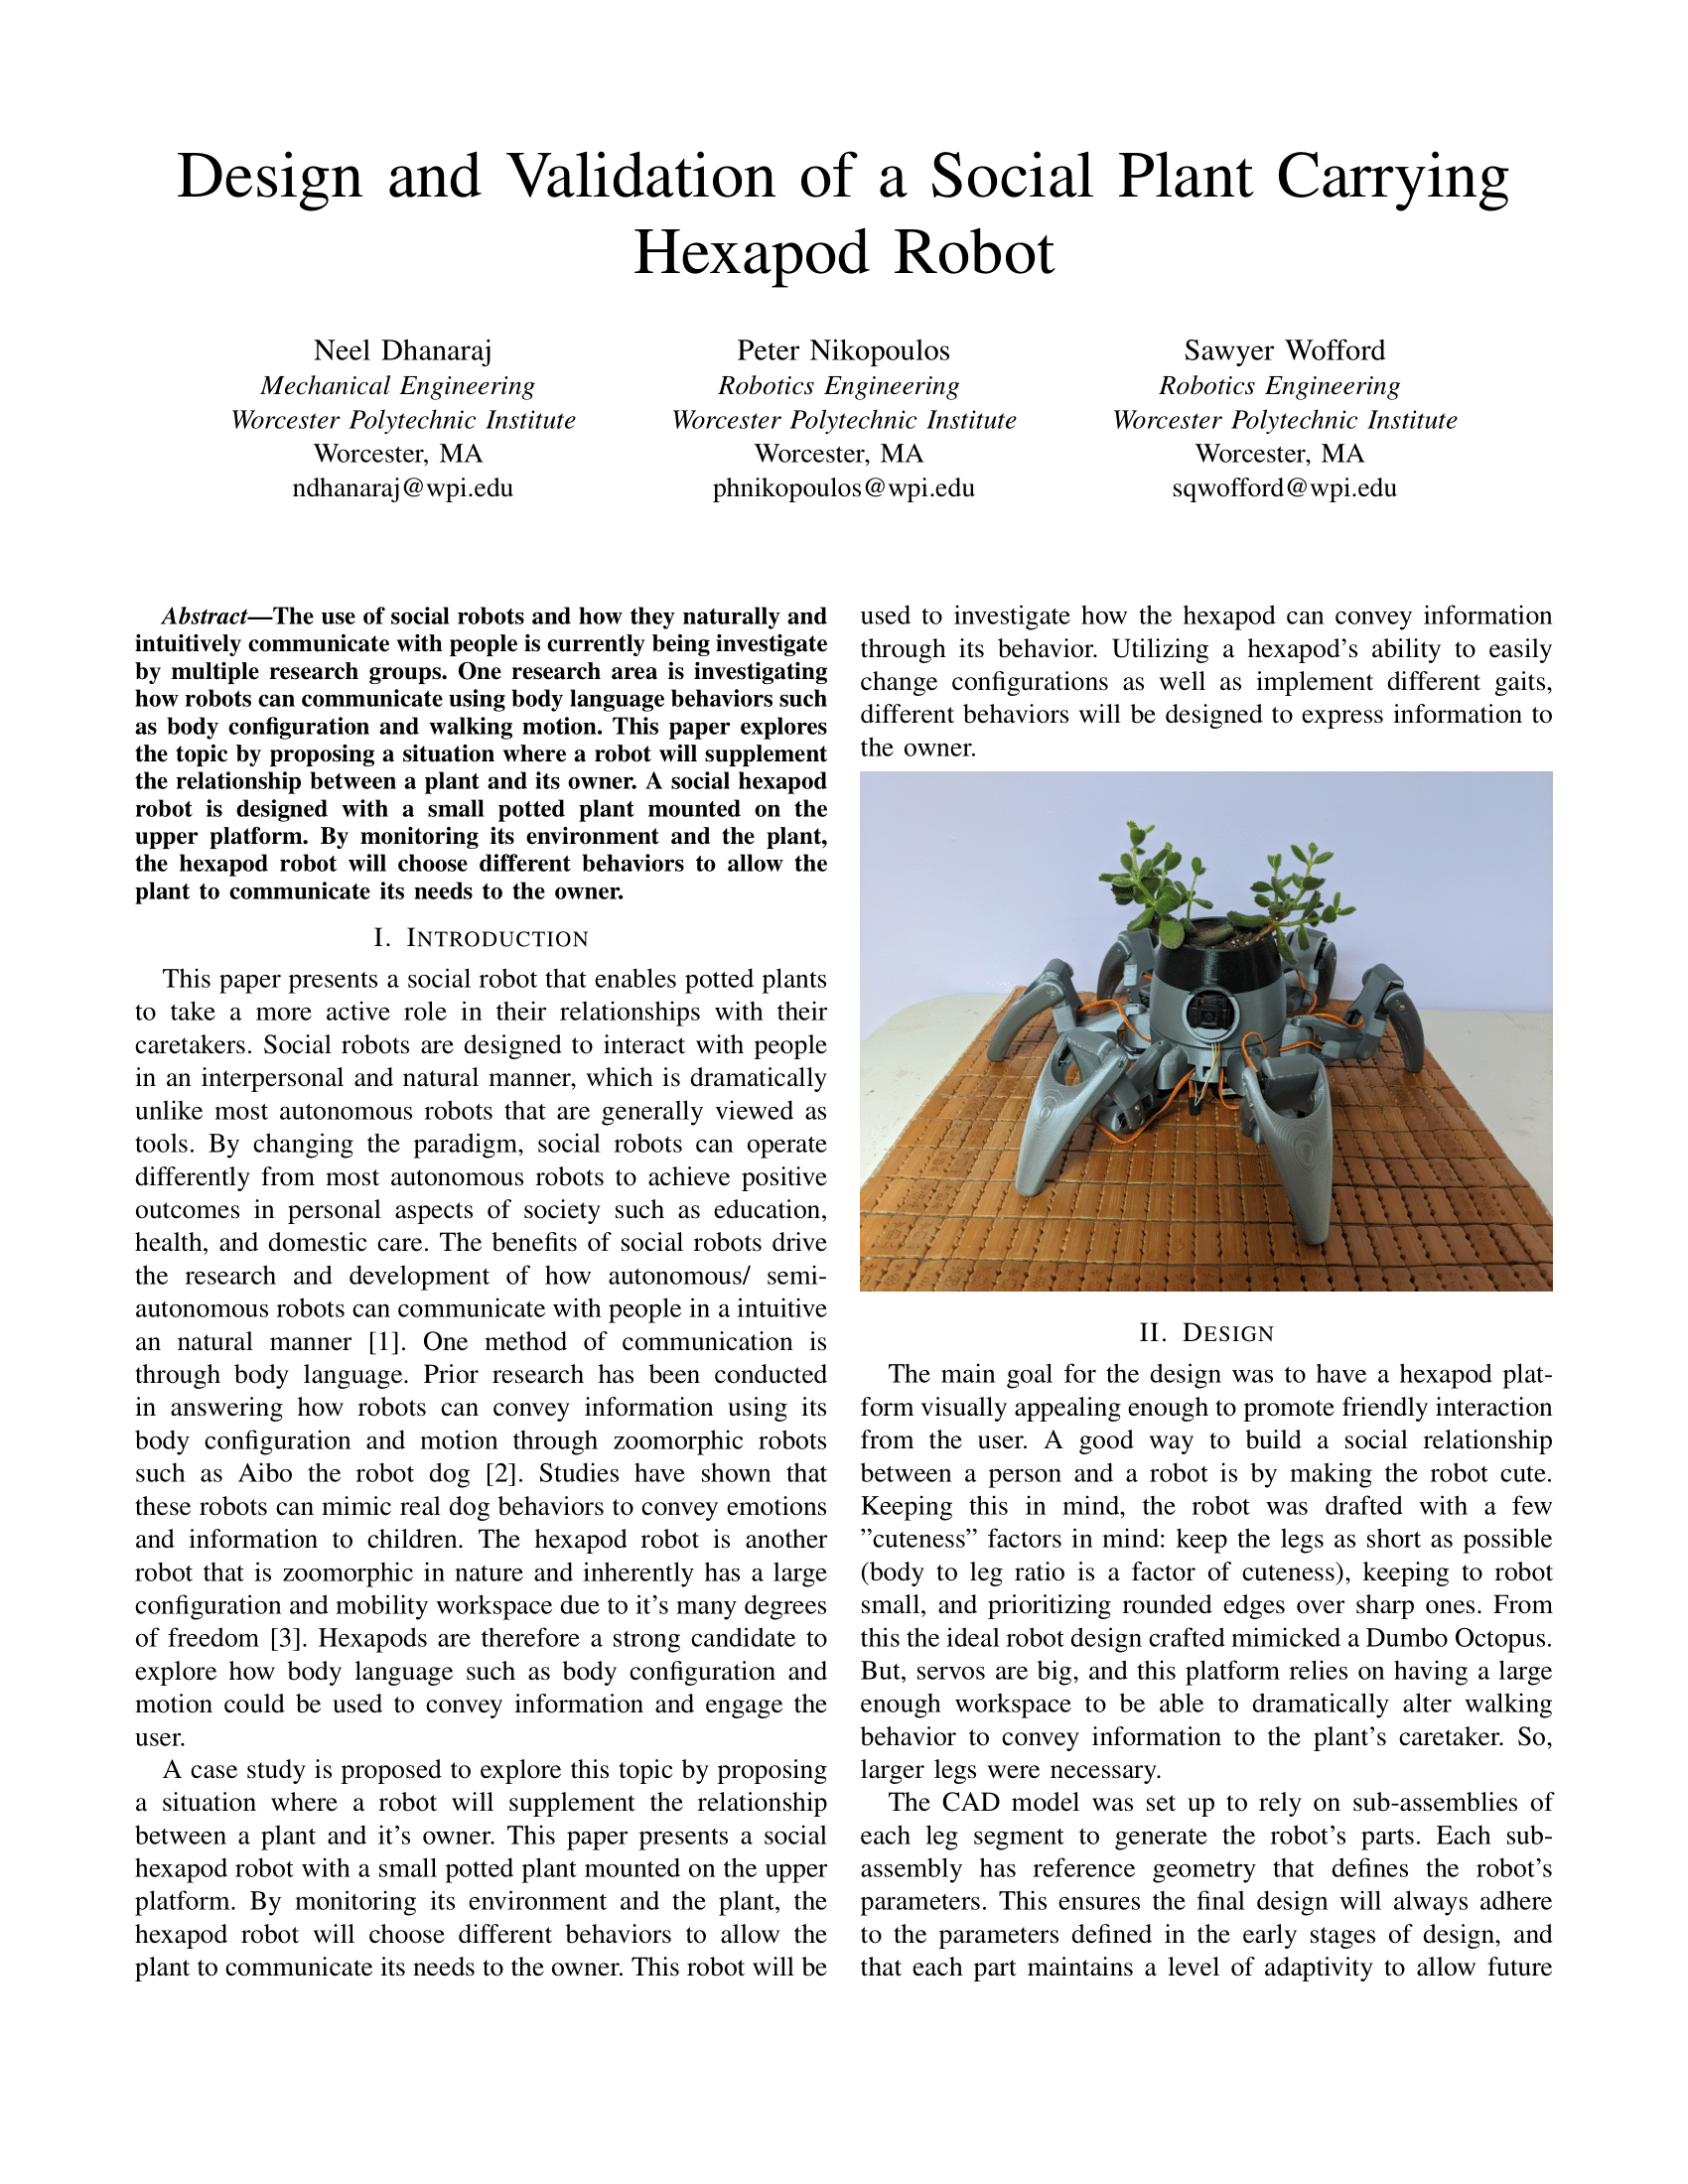 Design and Validation of a Social Plant Carrying
Hexapod Robot
Neel Dhanaraj
Mechanical Engineering
Worcester Polytechnic Institute
Worcester, MA
ndhanaraj@wpi.edu
Peter Nikopoulos
Robotics Engineering
Worcester Polytechnic Institute
Worcester, MA
phnikopoulos@wpi.edu
Sawyer Wofford
Robotics Engineering
Worcester Polytechnic Institute
Worcester, MA
sqwofford@wpi.edu
Abstract—The use of social robots and how they naturally and
intuitively communicate with people is currently being investigate
by multiple research groups. One research area is investigating
how robots can communicate using body language behaviors such
as body configuration and walking motion. This paper explores
the topic by proposing a situation where a robot will supplement
the relationship between a plant and its owner. A social hexapod
robot is designed with a small potted plant mounted on the
upper platform. By monitoring its environment and the plant,
the hexapod robot will choose different behaviors to allow the
plant to communicate its needs to the owner.
I. INTRODUCTION
This paper presents a social robot that enables potted plants
to take a more active role in their relationships with their
caretakers. Social robots are designed to interact with people
in an interpersonal and natural manner, which is dramatically
unlike most autonomous robots that are generally viewed as
tools. By changing the paradigm, social robots can operate
differently from most autonomous robots to achieve positive
outcomes in personal aspects of society such as education,
health, and domestic care. The benefits of social robots drive
the research and development of how autonomous/ semi-
autonomous robots can communicate with people in a intuitive
an natural manner [1]. One method of communication is
through body language. Prior research has been conducted
in answering how robots can convey information using its
body configuration and motion through zoomorphic robots
such as Aibo the robot dog [2]. Studies have shown that
these robots can mimic real dog behaviors to convey emotions
and information to children. The hexapod robot is another
robot that is zoomorphic in nature and inherently has a large
configuration and mobility workspace due to it's many degrees
of freedom [3]. Hexapods are therefore a strong candidate to
explore how body language such as body configuration and
motion could be used to convey information and engage the
user.
A case study is proposed to explore this topic by proposing
a situation where a robot will supplement the relationship
between a plant and it's owner. This paper presents a social
hexapod robot with a small potted plant mounted on the upper
platform. By monitoring its environment and the plant, the
hexapod robot will choose different behaviors to allow the
plant to communicate its needs to the owner. This robot will be
used to investigate how the hexapod can convey information
through its behavior. Utilizing a hexapod's ability to easily
change configurations as well as implement different gaits,
different behaviors will be designed to express information to
the owner.
II. DESIGN
The main goal for the design was to have a hexapod plat-
form visually appealing enough to promote friendly interaction
from the user. A good way to build a social relationship
between a person and a robot is by making the robot cute.
Keeping this in mind, the robot was drafted with a few
”cuteness” factors in mind: keep the legs as short as possible
(body to leg ratio is a factor of cuteness), keeping to robot
small, and prioritizing rounded edges over sharp ones. From
this the ideal robot design crafted mimicked a Dumbo Octopus.
But, servos are big, and this platform relies on having a large
enough workspace to be able to dramatically alter walking
behavior to convey information to the plant's caretaker. So,
larger legs were necessary.
The CAD model was set up to rely on sub-assemblies of
each leg segment to generate the robot's parts. Each sub-
assembly has reference geometry that defines the robot's
parameters. This ensures the final design will always adhere
to the parameters defined in the early stages of design, and
that each part maintains a level of adaptivity to allow future